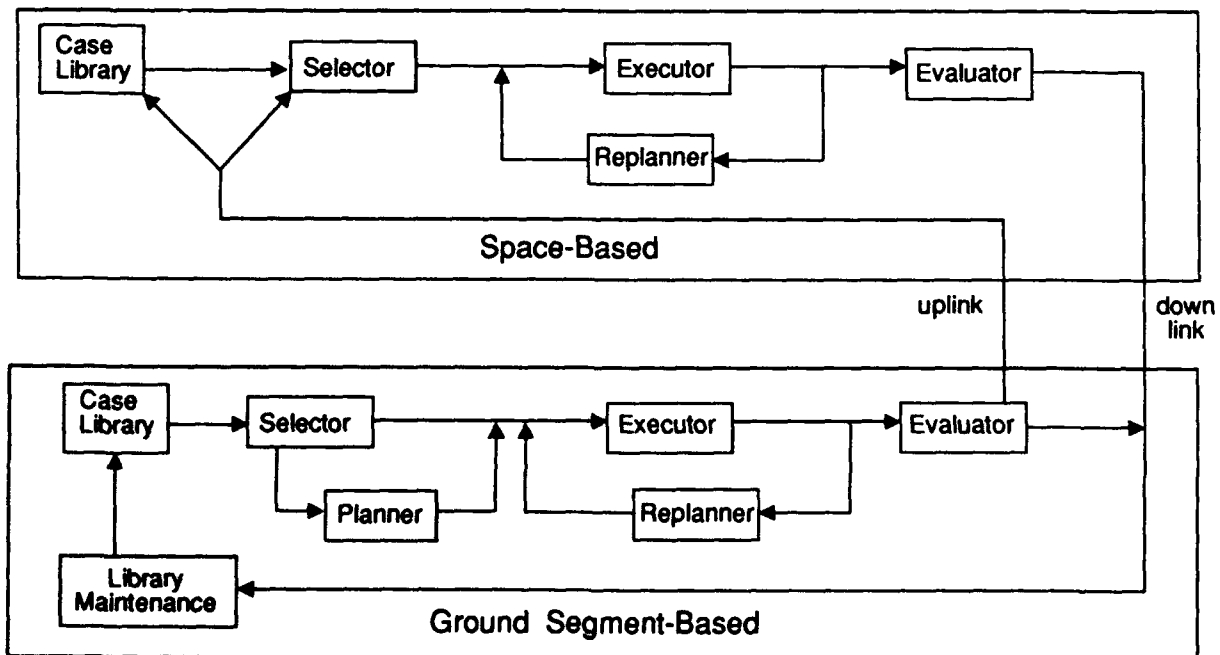 Case
Library
Selector
Executor
Evaluator
Replanner
Space-Based
uplink
down
link
Case
Library
Selector
Executor
Evaluator
Planner
Replanner
Library
Maintenance
Ground Segment-Based